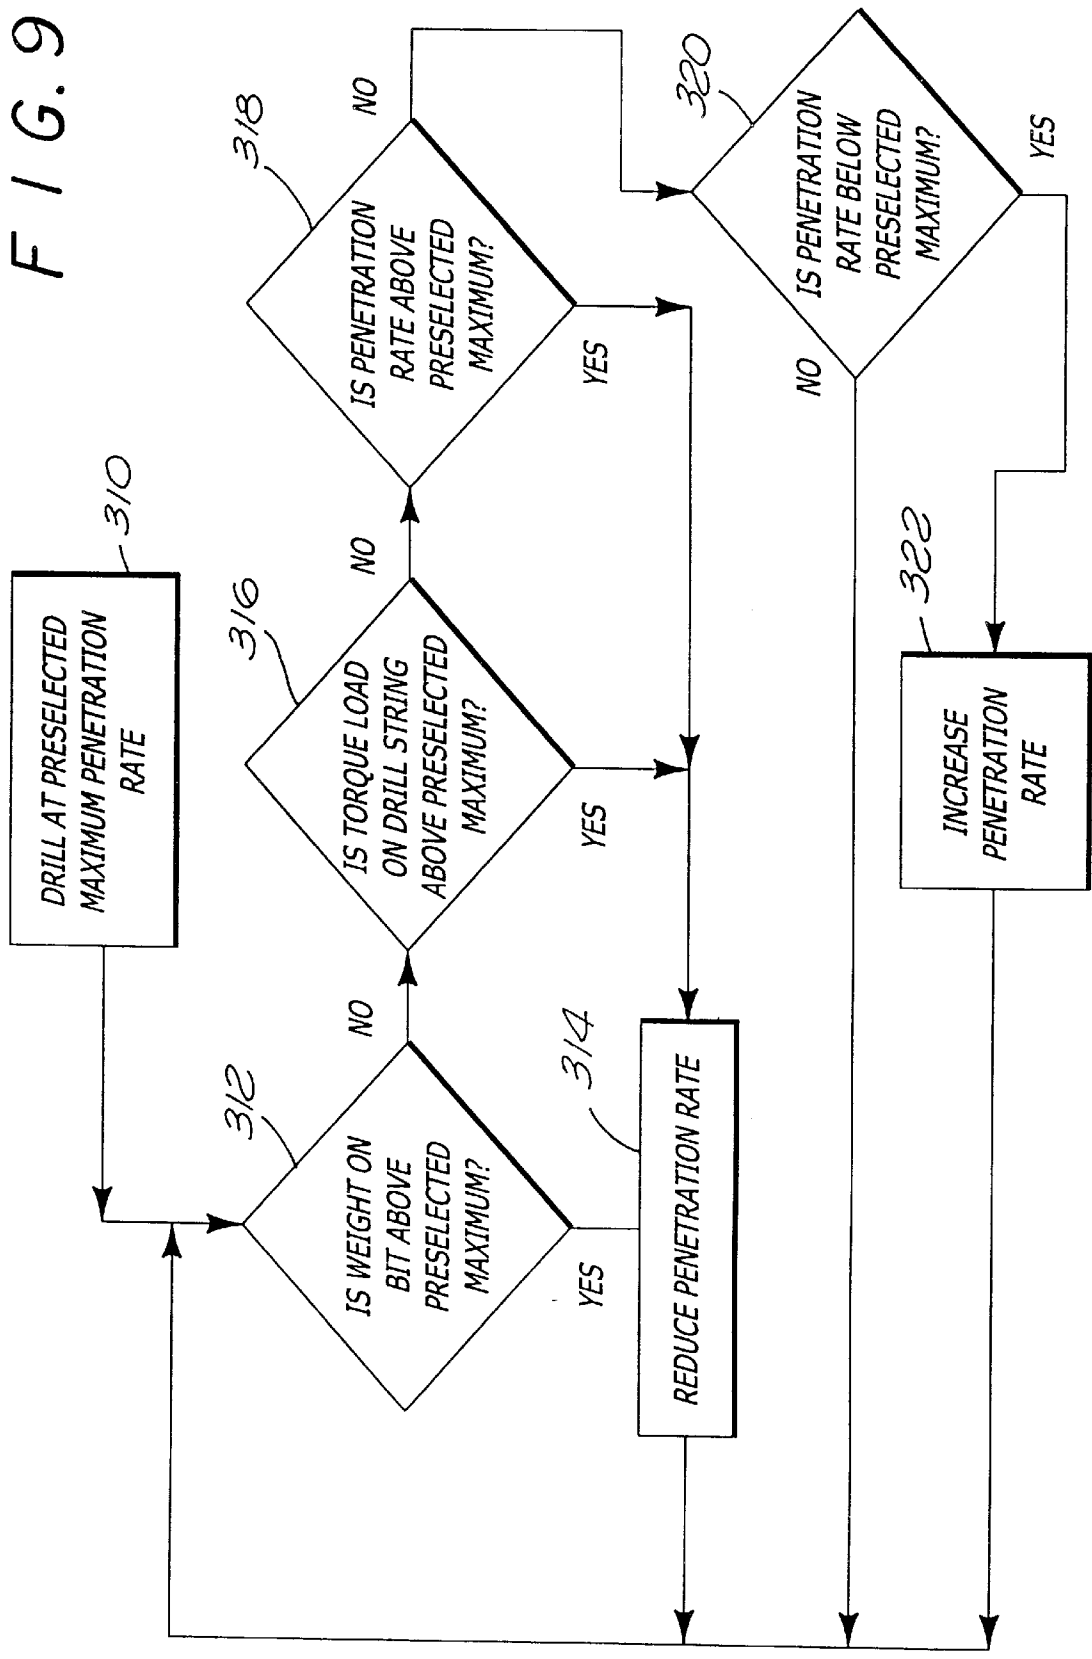 F I G. 9
DRILL AT PRESELECTED
MAXIMUM PENETRATION
RATE
310
312
IS WEIGHT ON
BIT ABOVE
PRESELECTED
MAXIMUM?
NO
YES
316
IS TORQUE LOAD
ON DRILL STRING
ABOVE PRESELECTED
MAXIMUM?
NO
YES
318
IS PENETRATION
RATE ABOVE
PRESELECTED
MAXIMUM?
NO
YES
314
REDUCE PENETRATION RATE
320
IS PENETRATION
RATE BELOW
PRESELECTED
MAXIMUM?
NO
YES
322
INCREASE
PENETRATION
RATE